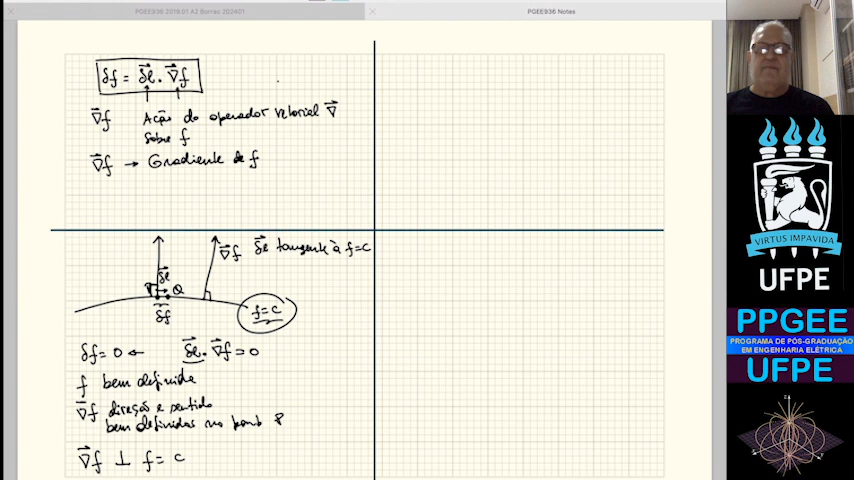 PGEE936 2019.01 A2 Borras 202401
PGEE936 Notes
δf = δℓ⃗ . ∇⃗f
∇⃗f Ação do operador vetorial ∇⃗
sobre f
∇⃗f → Gradiente de f
∇⃗f δℓ⃗ tangente à f=c
δℓ⃗
P Q
δf
f=c
δf=0 ← δℓ⃗ . ∇⃗f = 0
f bem definida
∇⃗f direção e sentido
bem definidas no ponto P
∇⃗f ⊥ f = c
VIRTUS IMPAVIDA
UFPE
PPGEE
PROGRAMA DE PÓS-GRADUAÇÃO
EM ENGENHARIA ELÉTRICA
UFPE